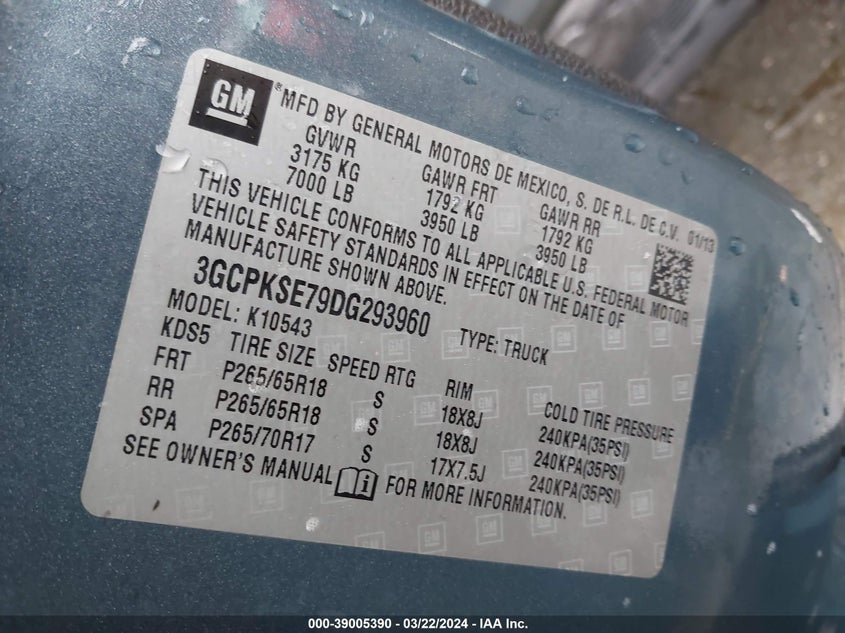 GM
® MFD BY GENERAL MOTORS DE MEXICO, S. DE R.L. DE C.V. 01/13
GVWR GAWR FRT GAWR RR
3175 KG 1792 KG 1792 KG
7000 LB 3950 LB 3950 LB
THIS VEHICLE CONFORMS TO ALL APPLICABLE U.S. FEDERAL MOTOR
VEHICLE SAFETY STANDARDS IN EFFECT ON THE DATE OF
MANUFACTURE SHOWN ABOVE.
3GCPKSE79DG293960 TYPE: TRUCK
MODEL: K10543
KDS5 TIRE SIZE SPEED RTG RIM COLD TIRE PRESSURE
FRT P265/65R18 S 18X8J 240KPA(35PSI)
RR P265/65R18 S 18X8J 240KPA(35PSI)
SPA P265/70R17 S 17X7.5J 240KPA(35PSI)
SEE OWNER'S MANUAL i FOR MORE INFORMATION.
000-39005390 - 03/22/2024 - IAA Inc.